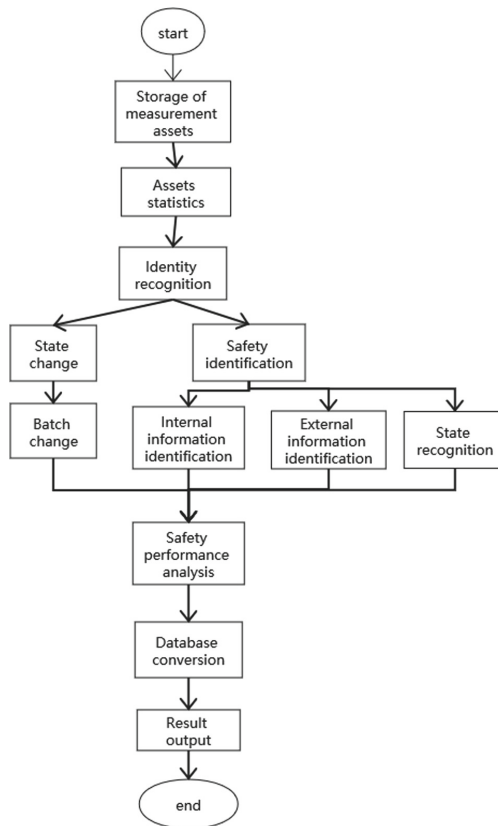 start
Storage of
measurement
assets
Assets
statistics
Identity
recognition
State
change
Safety
identification
Batch
change
Internal
information
identification
External
information
identification
State
recognition
Safety
performance
analysis
Database
conversion
Result
output
end